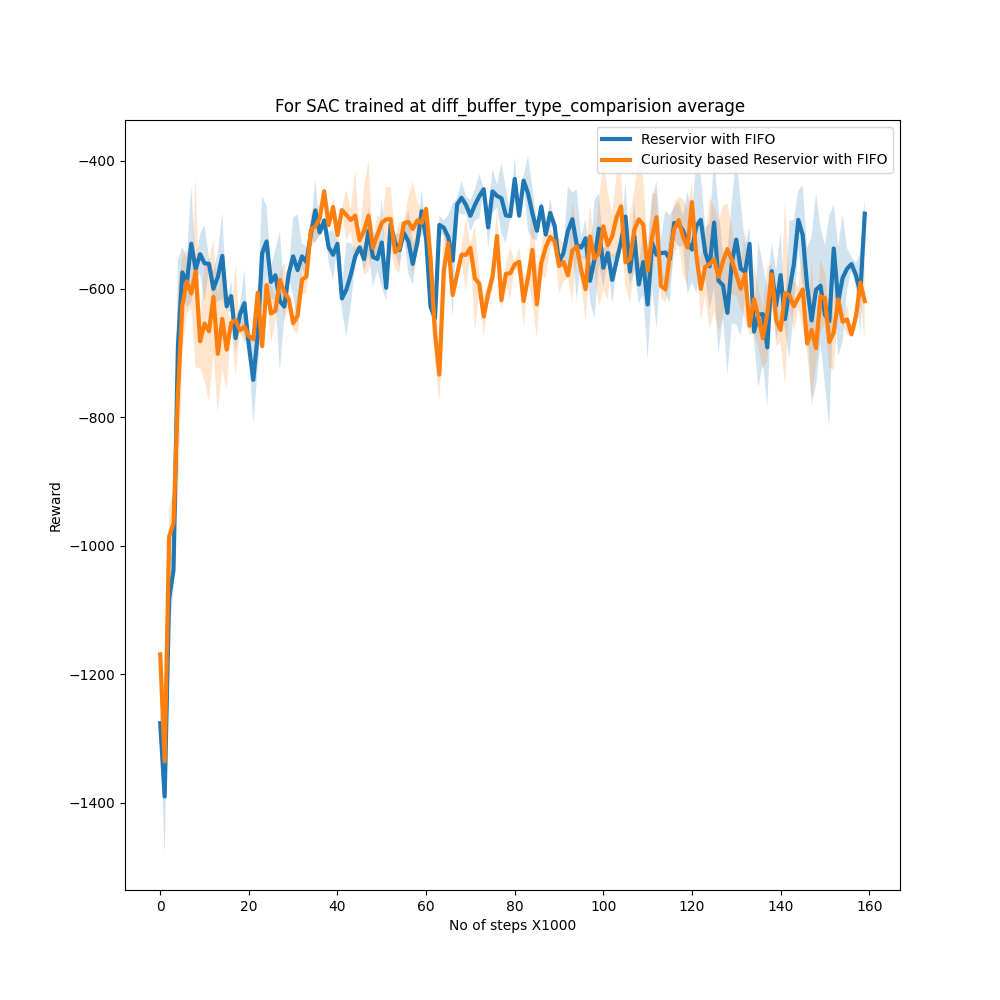 For SAC trained at diff_buffer_type_comparision average
Reservior with FIFO
Curiosity based Reservior with FIFO
Reward
−400
−600
−800
−1000
−1200
−1400
0 20 40 60 80 100 120 140 160
No of steps X1000